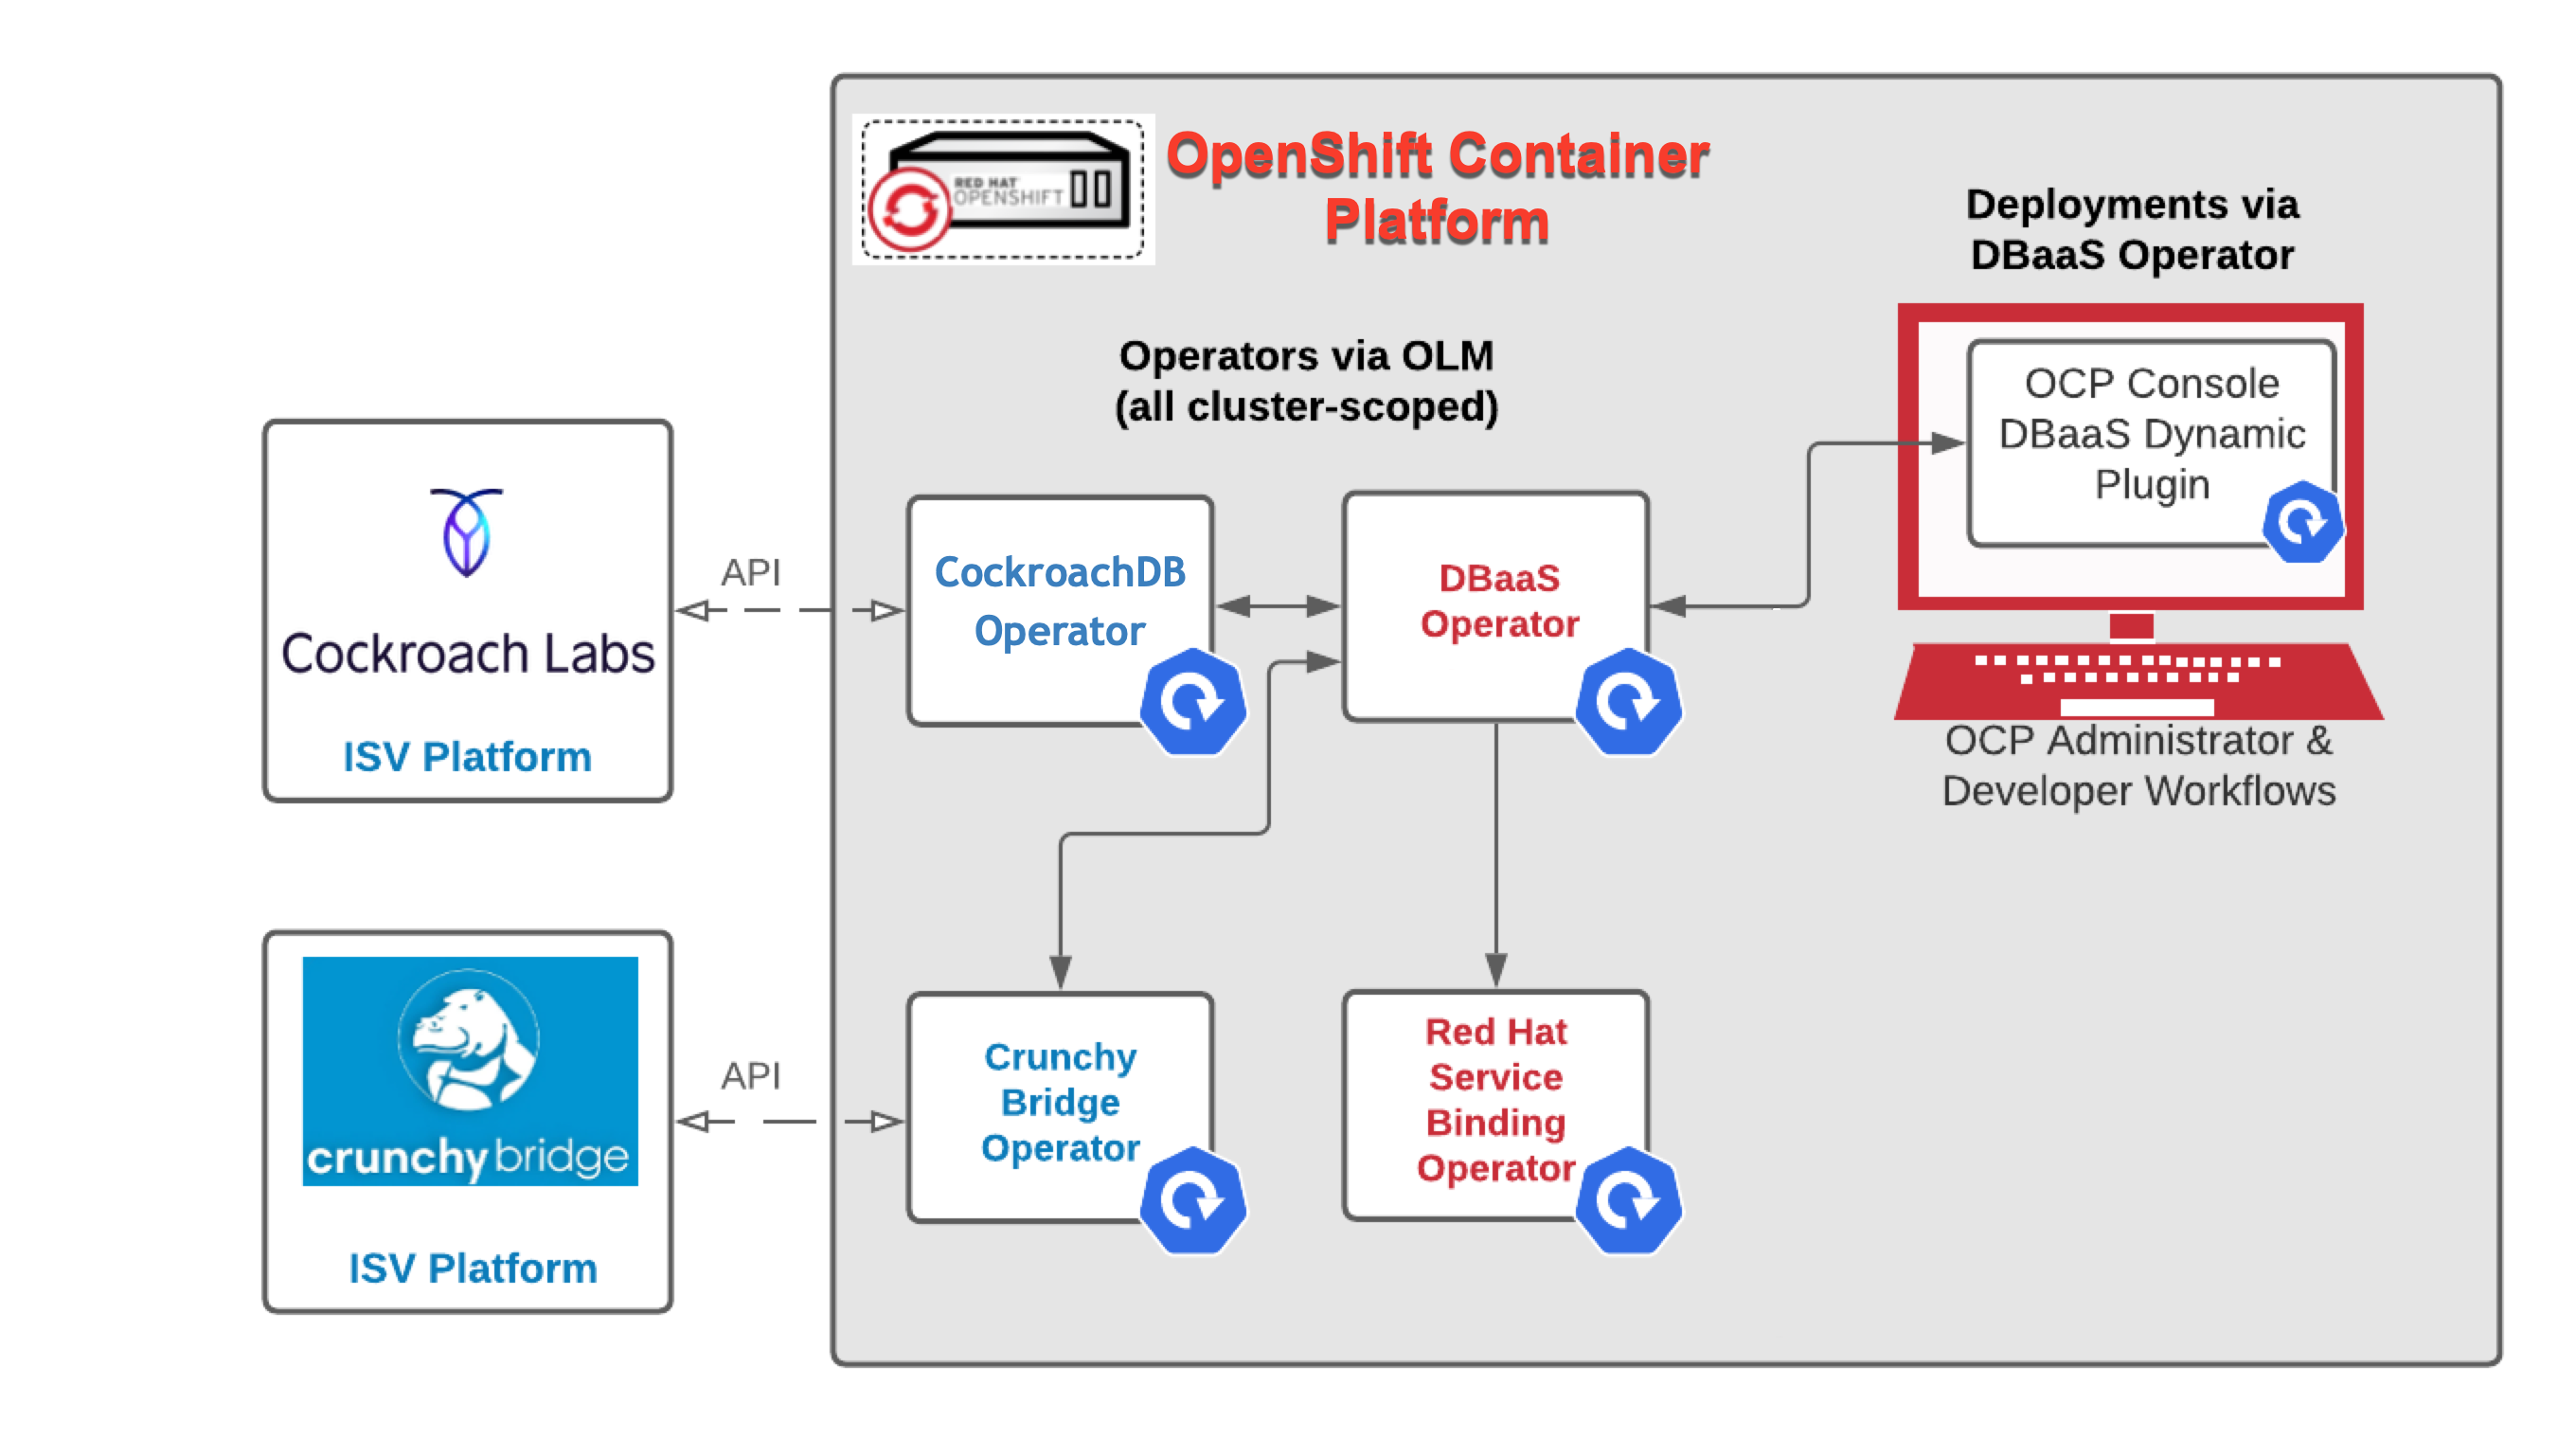 RED HAT
OPENSHIFT
OpenShift Container
Platform
Deployments via
DBaaS Operator
Operators via OLM
(all cluster-scoped)
OCP Console
DBaaS Dynamic
Plugin
Cockroach Labs
ISV Platform
API
CockroachDB
Operator
DBaaS
Operator
OCP Administrator &
Developer Workflows
crunchybridge
ISV Platform
API
Crunchy
Bridge
Operator
Red Hat
Service
Binding
Operator